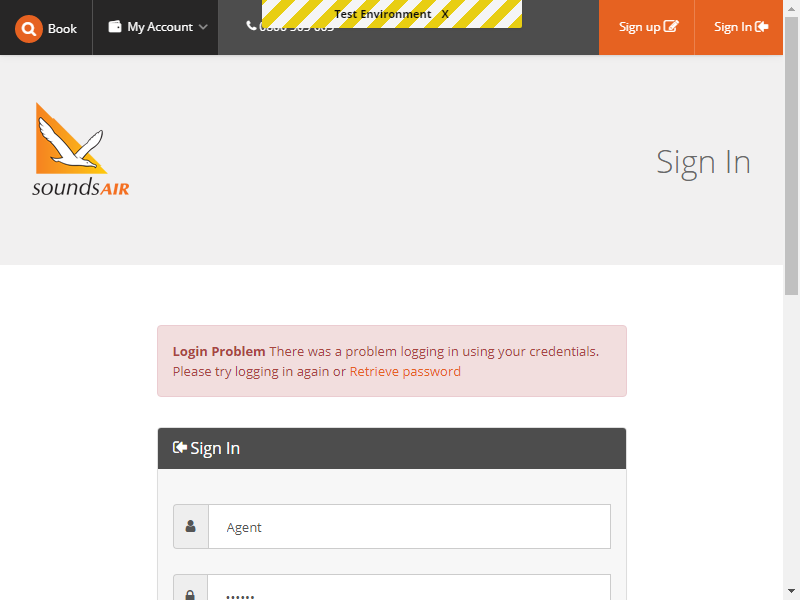 Book
My Account
Test Environment X
Sign up
Sign In
soundsAIR
Sign In
Login Problem There was a problem logging in using your credentials.
Please try logging in again or Retrieve password
Sign In
Agent